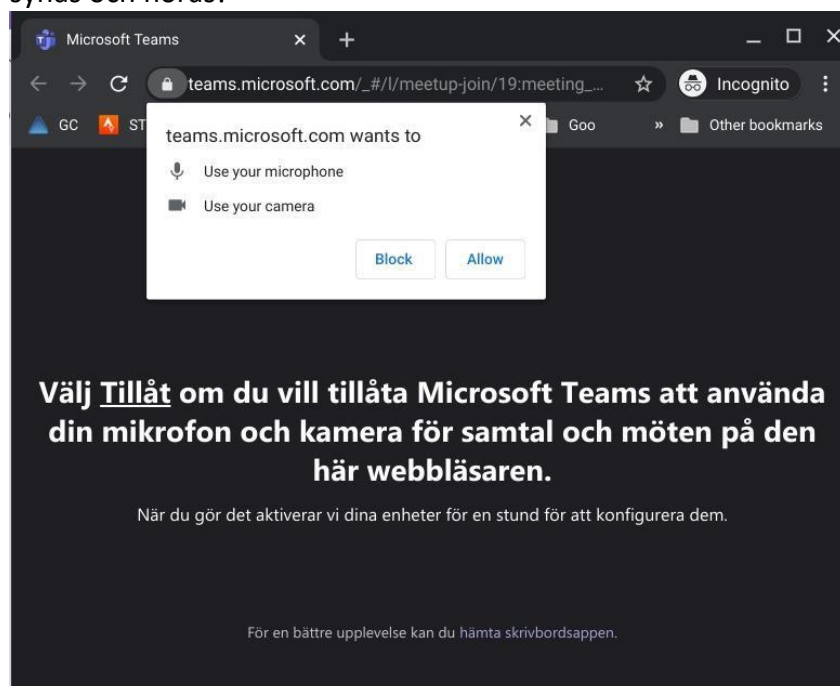 Microsoft Teams
teams.microsoft.com/_#/l/meetup-join/19:meeting_...
Incognito
GC
ST
Goo
»
Other bookmarks
teams.microsoft.com wants to
Use your microphone
Use your camera
Block
Allow
Välj Tillåt om du vill tillåta Microsoft Teams att använda
din mikrofon och kamera för samtal och möten på den
här webbläsaren.
När du gör det aktiverar vi dina enheter för en stund för att konfigurera dem.
För en bättre upplevelse kan du hämta skrivbordsappen.